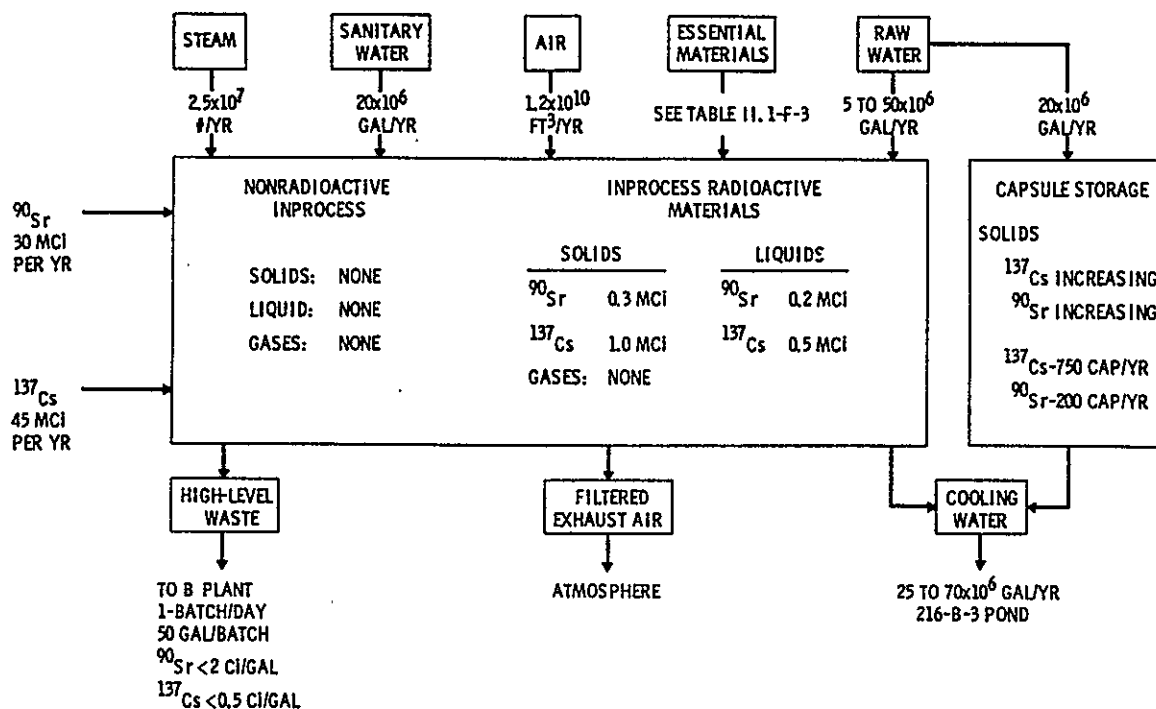 STEAM
SANITARY
WATER
AIR
ESSENTIAL
MATERIALS
RAW
WATER
2.5x10⁷
#/YR
20x10⁶
GAL/YR
1.2x10¹⁰
FT³/YR
SEE TABLE II.1-F-3
5 TO 50x10⁶
GAL/YR
20x10⁶
GAL/YR
⁹⁰Sr
30 MCi
PER YR
¹³⁷Cs
45 MCi
PER YR
NONRADIOACTIVE
INPROCESS
SOLIDS: NONE
LIQUID: NONE
GASES: NONE
INPROCESS RADIOACTIVE
MATERIALS
SOLIDS
⁹⁰Sr 0.3 MCi
¹³⁷Cs 1.0 MCi
GASES: NONE
LIQUIDS
⁹⁰Sr 0.2 MCi
¹³⁷Cs 0.5 MCi
CAPSULE STORAGE
SOLIDS
¹³⁷Cs INCREASING
⁹⁰Sr INCREASING
¹³⁷Cs-750 CAP/YR
⁹⁰Sr-200 CAP/YR
HIGH-LEVEL
WASTE
FILTERED
EXHAUST AIR
COOLING
WATER
TO B PLANT
1-BATCH/DAY
50 GAL/BATCH
⁹⁰Sr<2 Ci/GAL
¹³⁷Cs<0.5 Ci/GAL
ATMOSPHERE
25 TO 70x10⁶ GAL/YR
216-B-3 POND